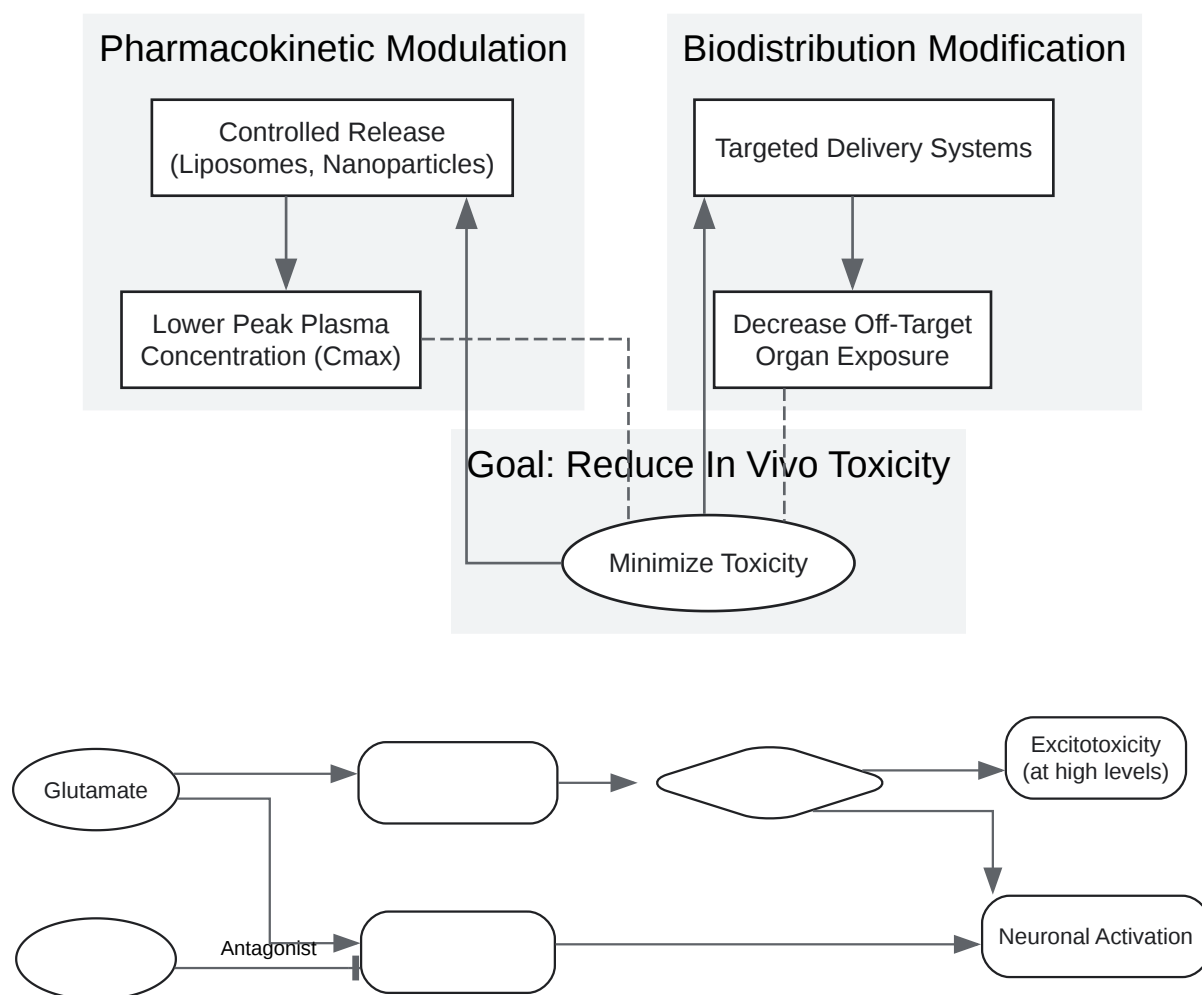 Pharmacokinetic Modulation
Biodistribution Modification
Controlled Release
(Liposomes, Nanoparticles)
Targeted Delivery Systems
Lower Peak Plasma
Concentration (Cmax)
Decrease Off-Target
Organ Exposure
Goal: Reduce In Vivo Toxicity
Minimize Toxicity
Excitotoxicity
(at high levels)
Glutamate
Antagonist
Neuronal Activation